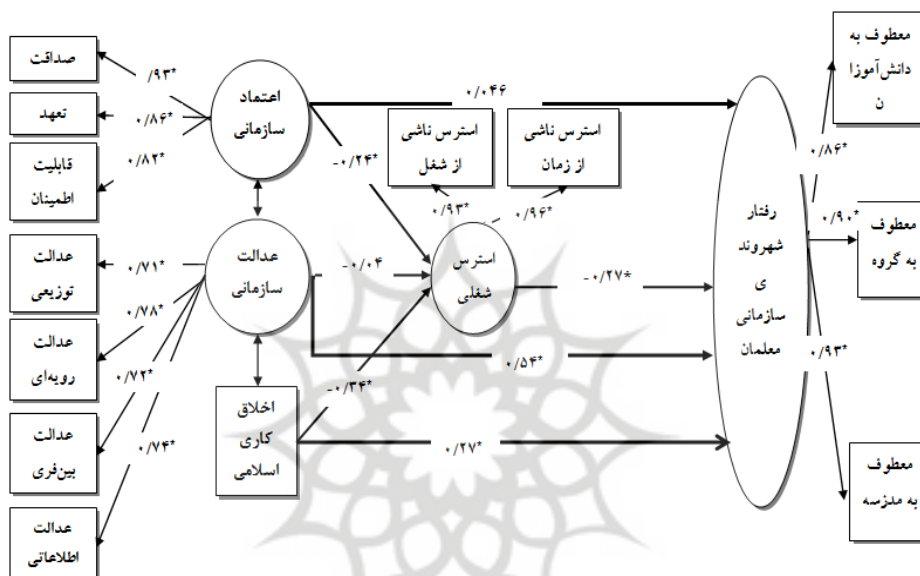 صداقت
تعهد
قابلیت
اطمینان
عدالت
توزیعی
عدالت
رویه‌ای
عدالت
بین‌فری
عدالت
اطلاعاتی
۰/۹۳*
۰/۸۶*
۰/۸۲*
۰/۷۱*
۰/۷۸*
۰/۷۲*
۰/۷۴*
اعتماد
سازمانی
عدالت
سازمانی
اخلاق
کاری
اسلامی
۰/۰۴۶
-۰/۲۴*
-۰/۰۴
-۰/۳۴*
۰/۵۴*
۰/۲۷*
استرس ناشی
از شغل
استرس ناشی
از زمان
۰/۹۳*
۰/۹۶*
استرس
شغلی
-۰/۲۷*
رفتار
شهروند
ی
سازمانی
معلمان
۰/۸۶*
۰/۹۰*
۰/۹۳*
معطوف به
دانش‌آموزا
ن
معطوف
به گروه
معطوف
به مدزسه